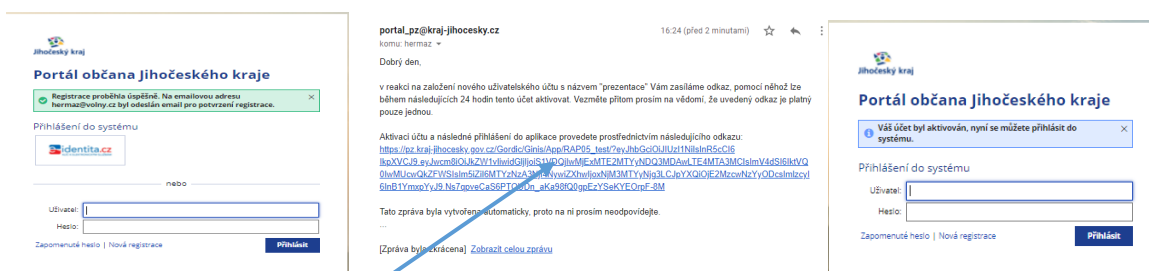 Jihočeský kraj
Portál občana Jihočeského kraje
Registrace proběhla úspěšně. Na emailovou adresu
hermaz@volny.cz byl odeslán email pro potvrzení registrace.
Přihlášení do systému
identita.cz
nebo
Uživatel:
Heslo:
Zapomenuté heslo | Nová registrace
Přihlásit
portal_pz@kraj-jihocesky.cz
16:24 (před 2 minutami)
komu: hermaz
Dobrý den,
v reakci na založení nového uživatelského účtu s názvem "prezentace" Vám zasíláme odkaz, pomocí něhož lze
během následujících 24 hodin tento účet aktivovat. Vezměte přitom prosím na vědomí, že uvedený odkaz je platný
pouze jednou.
Aktivaci účtu a následné přihlášení do aplikace provedete prostřednictvím následujícího odkazu:
Tato zpráva byla vytvořena automaticky, proto na ni prosím neodpovídejte.
...
[Zpráva byla zkrácena] Zobrazit celou zprávu
Jihočeský kraj
Portál občana Jihočeského kraje
Váš účet byl aktivován, nyní se můžete přihlásit do
systému.
Přihlášení do systému
Uživatel:
Heslo:
Zapomenuté heslo | Nová registrace
Přihlásit